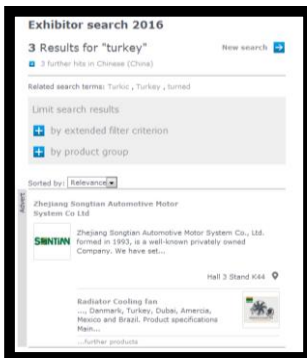 Exhibitor search 2016
3 Results for "turkey"
New search
3 further hits in Chinese (China)
Related search terms: Turkic , Turkey , turned
Limit search results
by extended filter criterion
by product group
Sorted by: Relevance
Advert
Zhejiang Songtian Automotive Motor
System Co Ltd
Zhejiang Songtian Automotive Motor System Co., Ltd.
formed in 1993, is a well-known privately owned
Company. We have set...
Hall 3 Stand K44
Radiator Cooling fan
..., Danmark, Turkey, Dubai, Amercia,
Mexico and Brazil. Product specifications
Main...
...further products